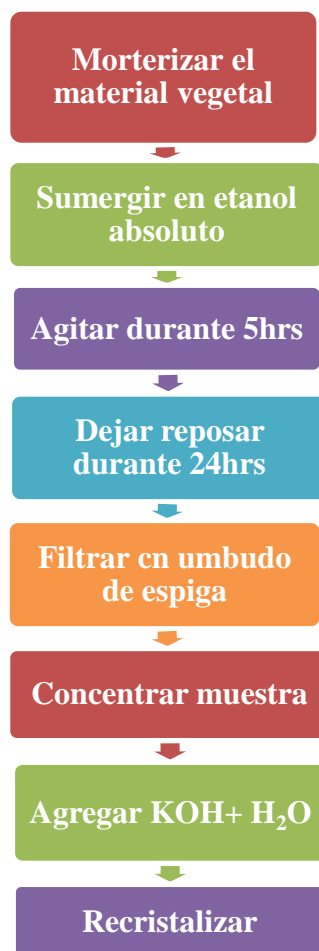 Morterizar el
material vegetal
Sumergir en etanol
absoluto
Agitar durante 5hrs
Dejar reposar
durante 24hrs
Filtrar cn umbudo
de espiga
Concentrar muestra
Agregar KOH+ H₂O
Recristalizar